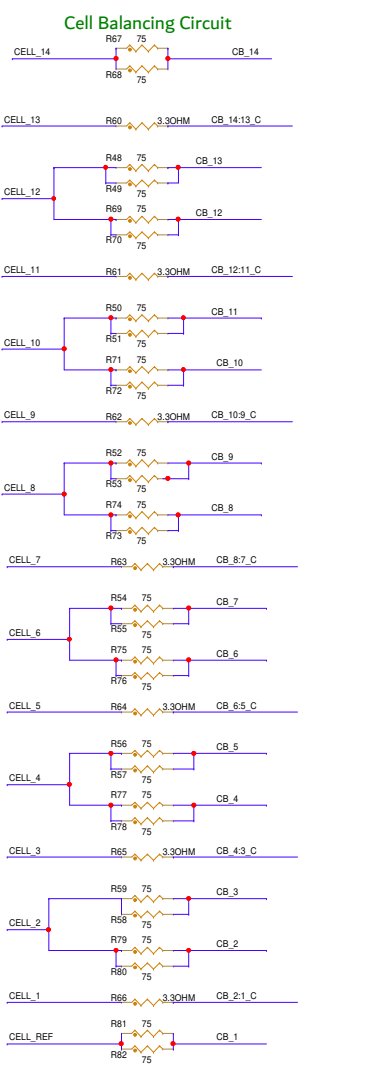 Cell Balancing Circuit
R67 75
CELL_14 CB_14
R68 75
CELL_13 R60 3.3OHM CB_14:13_C
R48 75 CB_13
R49 75
CELL_12
R69 75 CB_12
R70 75
CELL_11 R61 3.3OHM CB_12:11_C
R50 75 CB_11
R51 75
CELL_10
R71 75 CB_10
R72 75
CELL_9 R62 3.3OHM CB_10:9_C
R52 75 CB_9
R53 75
CELL_8
R74 75 CB_8
R73 75
CELL_7 R63 3.3OHM CB_8:7_C
R54 75 CB_7
R55 75
CELL_6
R75 75 CB_6
R76 75
CELL_5 R64 3.3OHM CB_6:5_C
R56 75 CB_5
R57 75
CELL_4
R77 75 CB_4
R78 75
CELL_3 R65 3.3OHM CB_4:3_C
R59 75 CB_3
R58 75
CELL_2
R79 75 CB_2
R80 75
CELL_1 R66 3.3OHM CB_2:1_C
R81 75
CELL_REF CB_1
R82 75